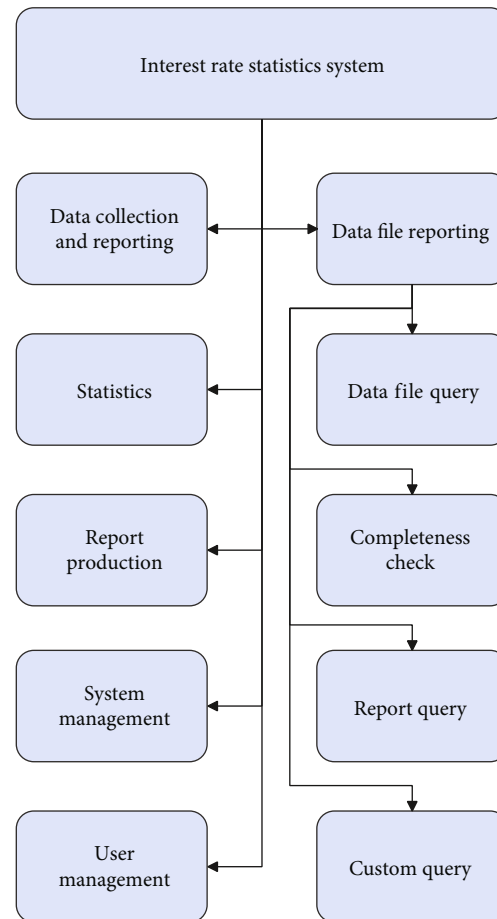 Interest rate statistics system
Data collection
and reporting
Data file reporting
Statistics
Data file query
Report
production
Completeness
check
System
management
Report query
User
management
Custom query